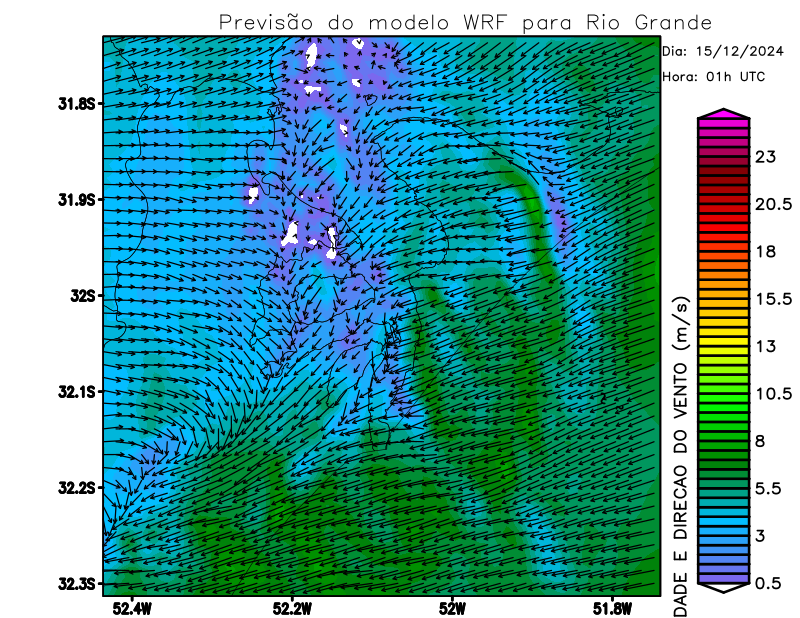 Previsão do modelo WRF para Rio Grande
Dia: 15/12/2024
Hora: 01h UTC
31.8S
31.9S
32S
32.1S
32.2S
32.3S
52.4W
52.2W
52W
51.8W
23
20.5
18
15.5
13
10.5
8
5.5
3
0.5
DADE E DIRECAO DO VENTO (m/s)